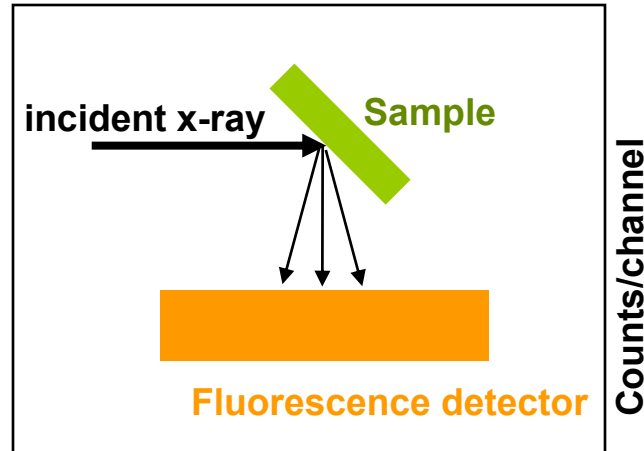 incident x-ray
Sample
Fluorescence detector
Counts/channel